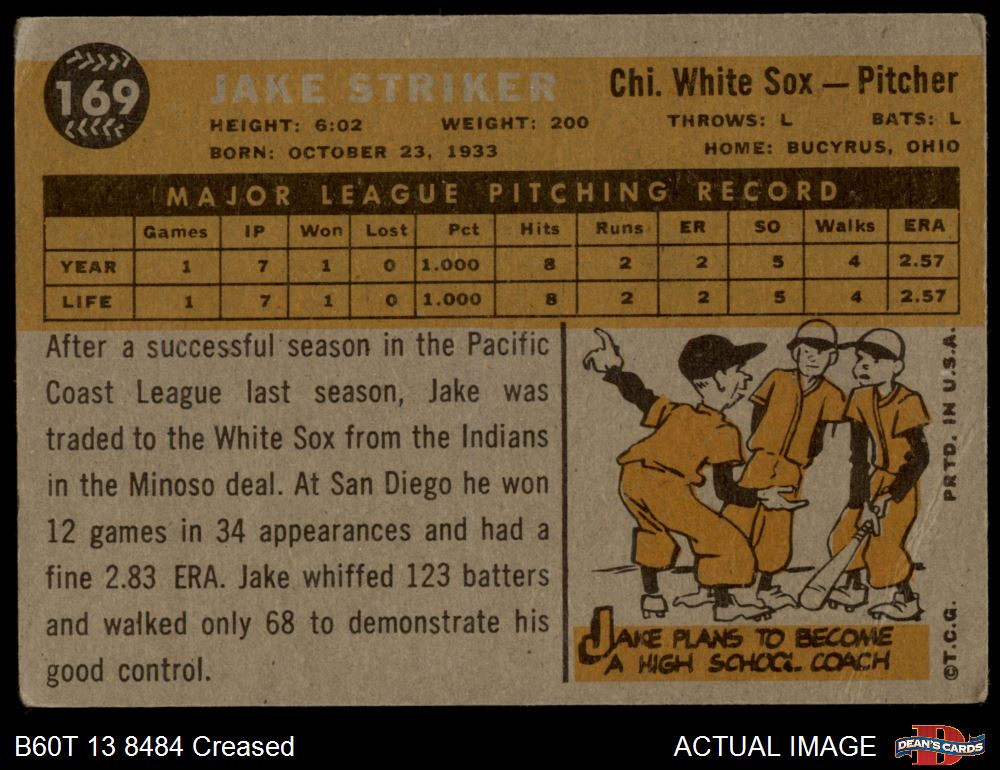 169
JAKE STRIKER
Chi. White Sox — Pitcher
HEIGHT: 6:02 WEIGHT: 200 THROWS: L BATS: L
BORN: OCTOBER 23, 1933 HOME: BUCYRUS, OHIO
MAJOR LEAGUE PITCHING RECORD
Games IP Won Lost Pct Hits Runs ER SO Walks ERA
YEAR 1 7 1 0 1.000 8 2 2 5 4 2.57
LIFE 1 7 1 0 1.000 8 2 2 5 4 2.57
After a successful season in the Pacific
Coast League last season, Jake was
traded to the White Sox from the Indians
in the Minoso deal. At San Diego he won
12 games in 34 appearances and had a
fine 2.83 ERA. Jake whiffed 123 batters
and walked only 68 to demonstrate his
good control.
JAKE PLANS TO BECOME
A HIGH SCHOOL COACH
©T.C.G. PRTD. IN U.S.A.
B60T 13 8484 Creased
ACTUAL IMAGE
DEAN'S CARDS